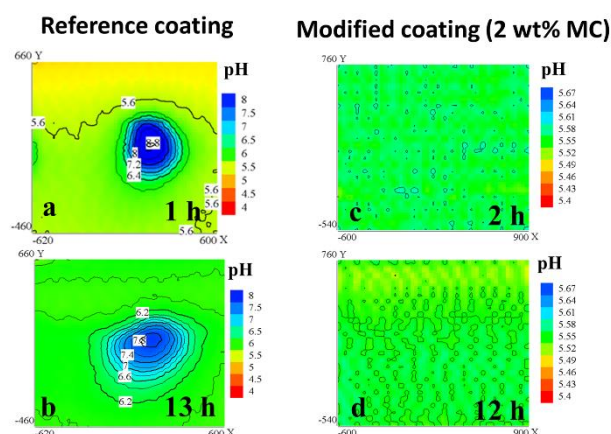 Reference coating
Modified coating (2 wt% MC)
660 Y
pH
8
7.5
7
6.5
6
5.5
5
4.5
4
5.6
5.6
8.8
8
7.2
6.4
5.6
5.6
a
1 h
-460
-620
600 X
760 Y
pH
5.67
5.64
5.61
5.58
5.55
5.52
5.49
5.46
5.43
5.4
c
2 h
-540
-600
900 X
660 Y
pH
8
7.5
7
6.5
6
5.5
5
4.5
4
6.2
7.8
7.4
7
6.6
6.2
b
13 h
-460
-620
600 X
760 Y
pH
5.67
5.64
5.61
5.58
5.55
5.52
5.49
5.46
5.43
5.4
d
12 h
-540
-600
900 X